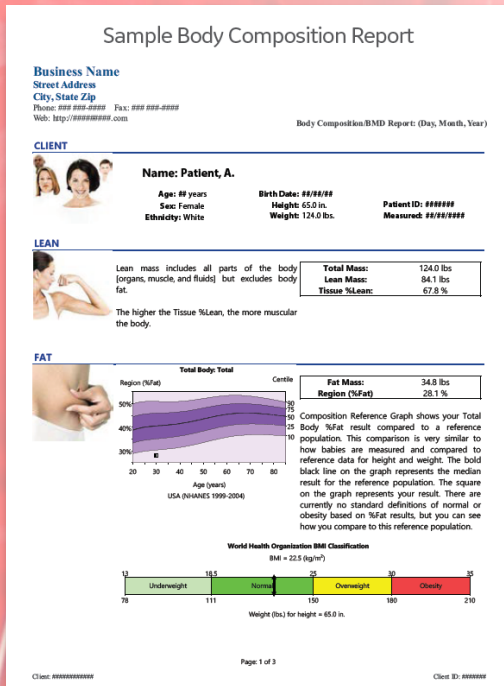 Sample Body Composition Report
Business Name
Street Address
City, State Zip
Phone: ### ###-#### Fax: ### ###-####
Web: http://#########.com
Body Composition/BMD Report: (Day, Month, Year)
CLIENT
Name: Patient, A.
Age: ## years
Sex: Female
Ethnicity: White
Birth Date: ##/##/##
Height: 65.0 in.
Weight: 124.0 lbs.
Patient ID: #######
Measured: ##/##/####
LEAN
Lean mass includes all parts of the body
[organs, muscle, and fluids] but excludes body
fat.
The higher the Tissue %Lean, the more muscular
the body.
Total Mass: 124.0 lbs
Lean Mass: 84.1 lbs
Tissue %Lean: 67.8 %
FAT
Total Body: Total
Region (%Fat) Centile
50%
40%
30%
90
75
50
25
10
20 30 40 50 60 70 80
Age (years)
USA (NHANES 1999-2004)
Fat Mass: 34.8 lbs
Region (%Fat) 28.1 %
Composition Reference Graph shows your Total
Body %Fat result compared to a reference
population. This comparison is very similar to
how babies are measured and compared to
reference data for height and weight. The bold
black line on the graph represents the median
result for the reference population. The square
on the graph represents your result. There are
currently no standard definitions of normal or
obesity based on %Fat results, but you can see
how you compare to this reference population.
World Health Organization BMI Classification
BMI = 22.5 (kg/m²)
13 18.5 25 30 35
Underweight Normal Overweight Obesity
78 111 150 180 210
Weight (lbs.) for height = 65.0 in.
Page: 1 of 3
Client: ############ Client ID: #######